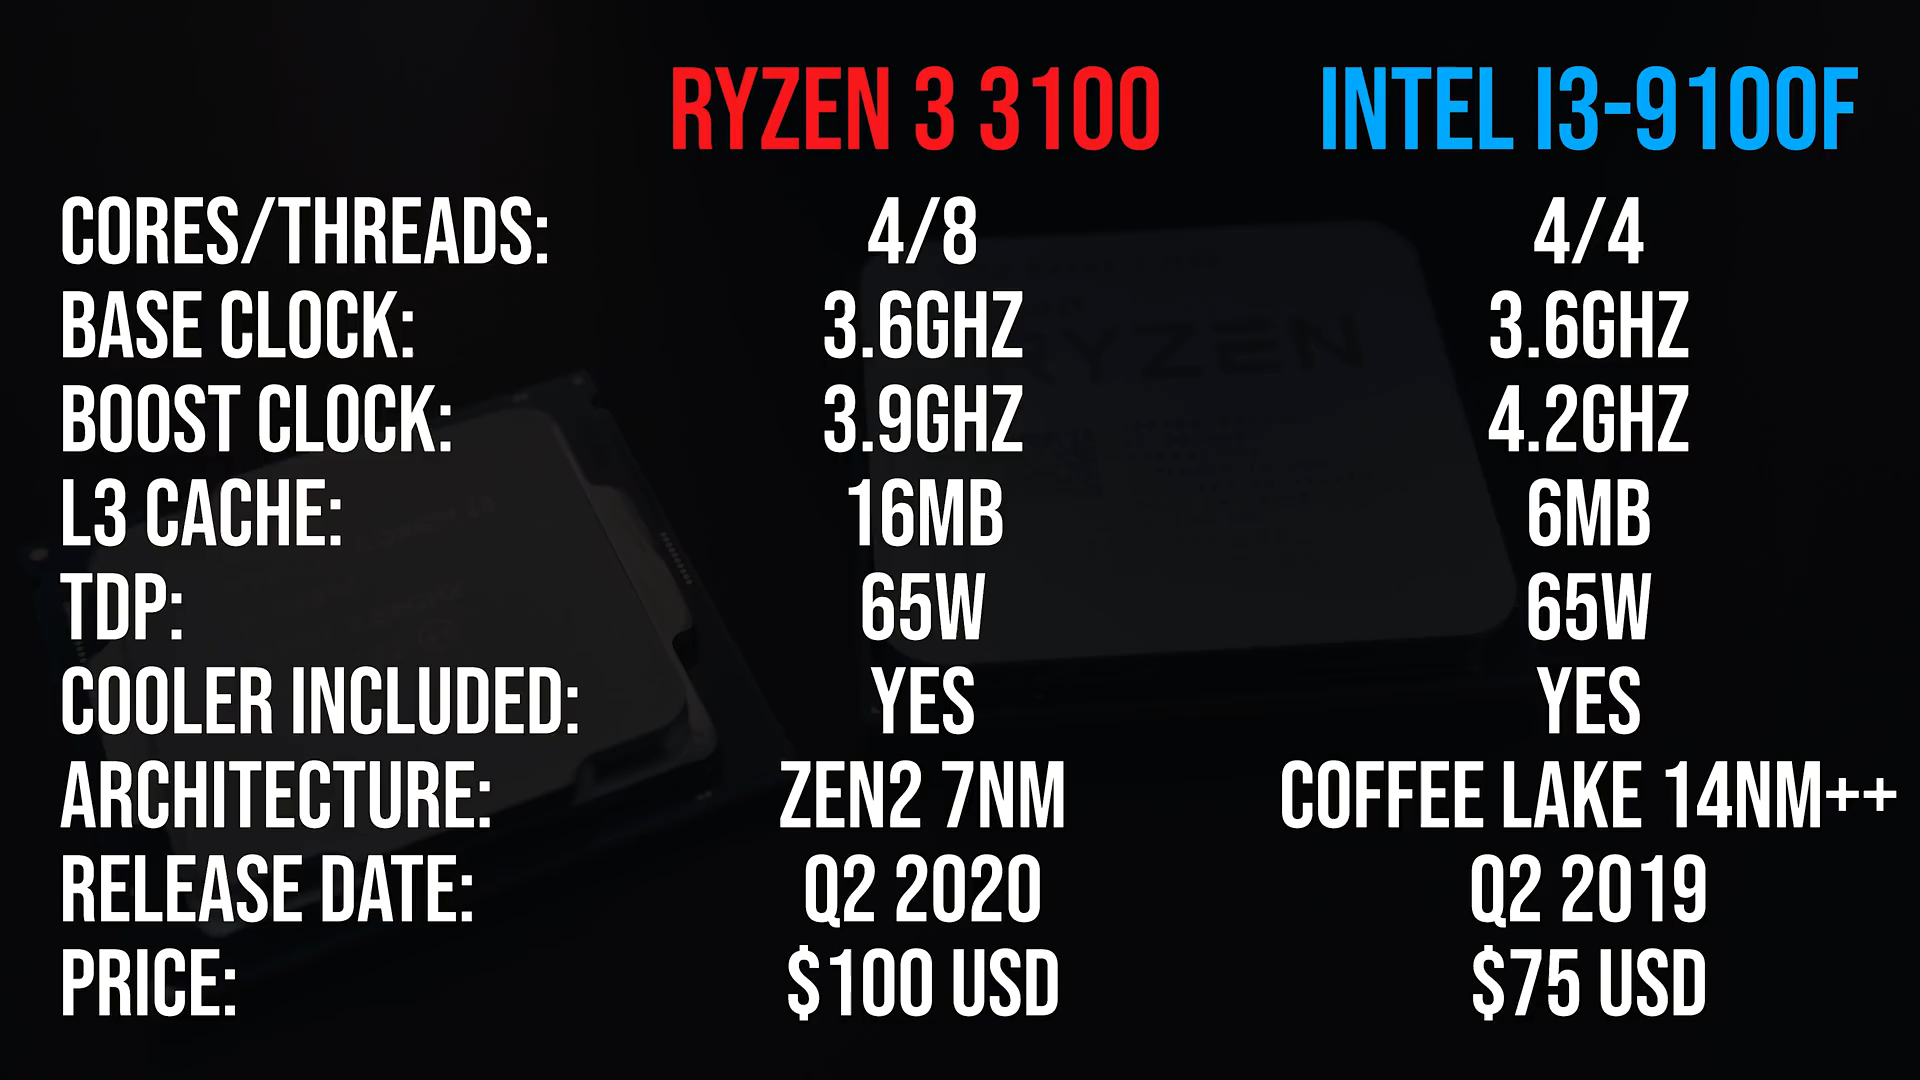 RYZEN 3 3100 INTEL I3-9100F
CORES/THREADS: 4/8 4/4
BASE CLOCK: 3.6GHZ 3.6GHZ
BOOST CLOCK: 3.9GHZ 4.2GHZ
L3 CACHE: 16MB 6MB
TDP: 65W 65W
COOLER INCLUDED: YES YES
ARCHITECTURE: ZEN2 7NM COFFEE LAKE 14NM++
RELEASE DATE: Q2 2020 Q2 2019
PRICE: $100 USD $75 USD
RYZEN